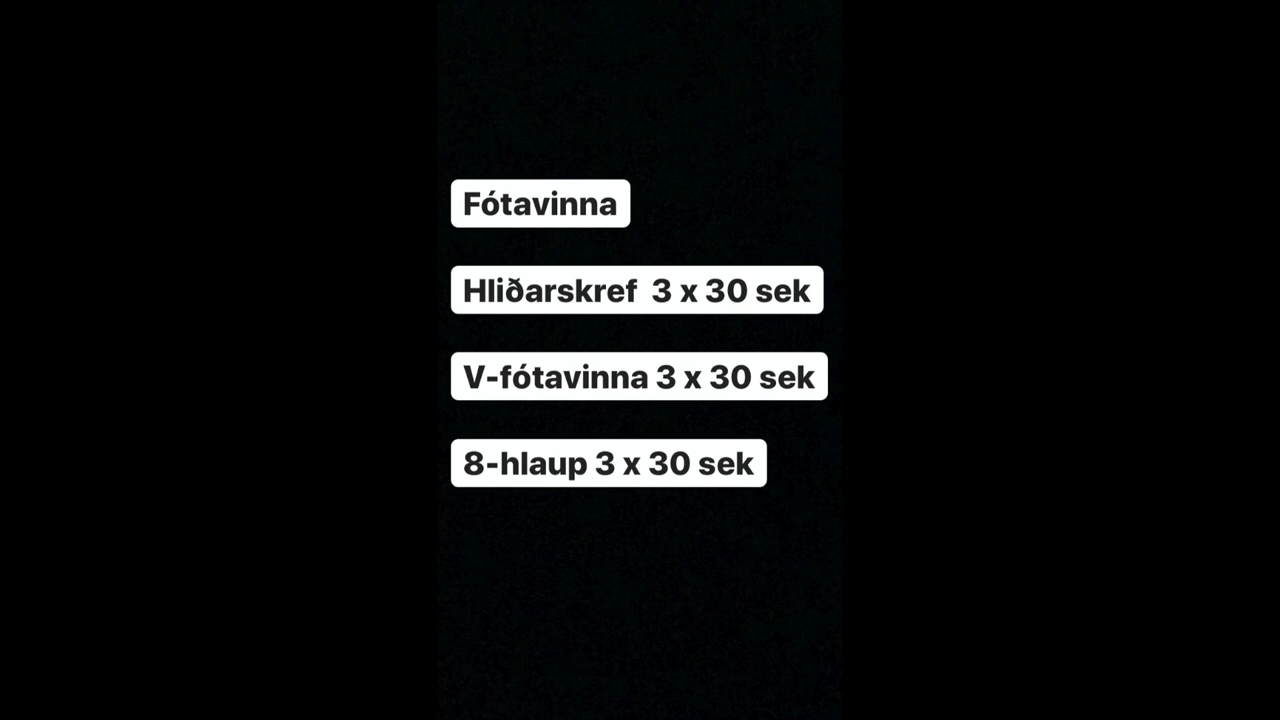 Fótavinna
Hliðarskref  3 x 30 sek
V-fótavinna 3 x 30 sek
8-hlaup 3 x 30 sek